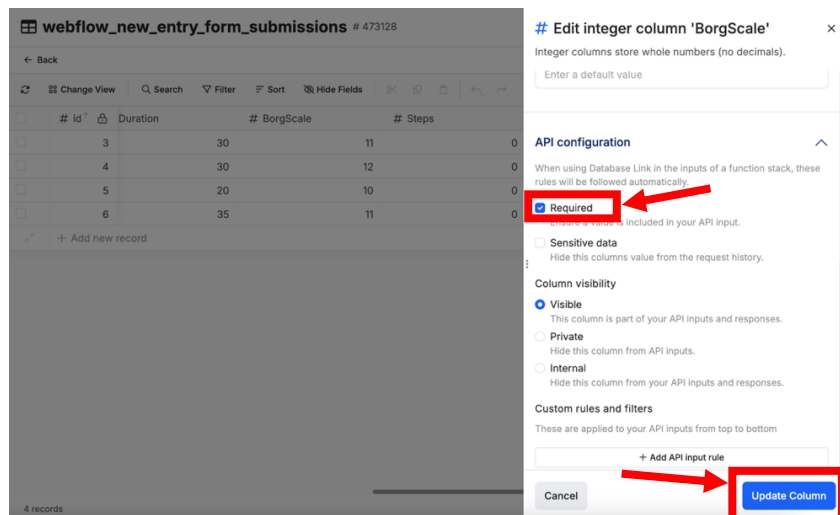 webflow_new_entry_form_submissions # 473128
← Back
Change View Search Filter Sort Hide Fields
# id Duration # BorgScale # Steps
3 30 11 0
4 30 12 0
5 20 10 0
6 35 11 0
+ Add new record
4 records
# Edit integer column 'BorgScale' ×
Integer columns store whole numbers (no decimals).
Enter a default value
API configuration
When using Database Link in the inputs of a function stack, these
rules will be followed automatically.
Required
Ensure a value is included in your API input.
Sensitive data
Hide this columns value from the request history.
Column visibility
Visible
This column is part of your API inputs and responses.
Private
Hide this column from API inputs.
Internal
Hide this column from your API inputs and responses.
Custom rules and filters
These are applied to your API inputs from top to bottom
+ Add API input rule
Cancel Update Column